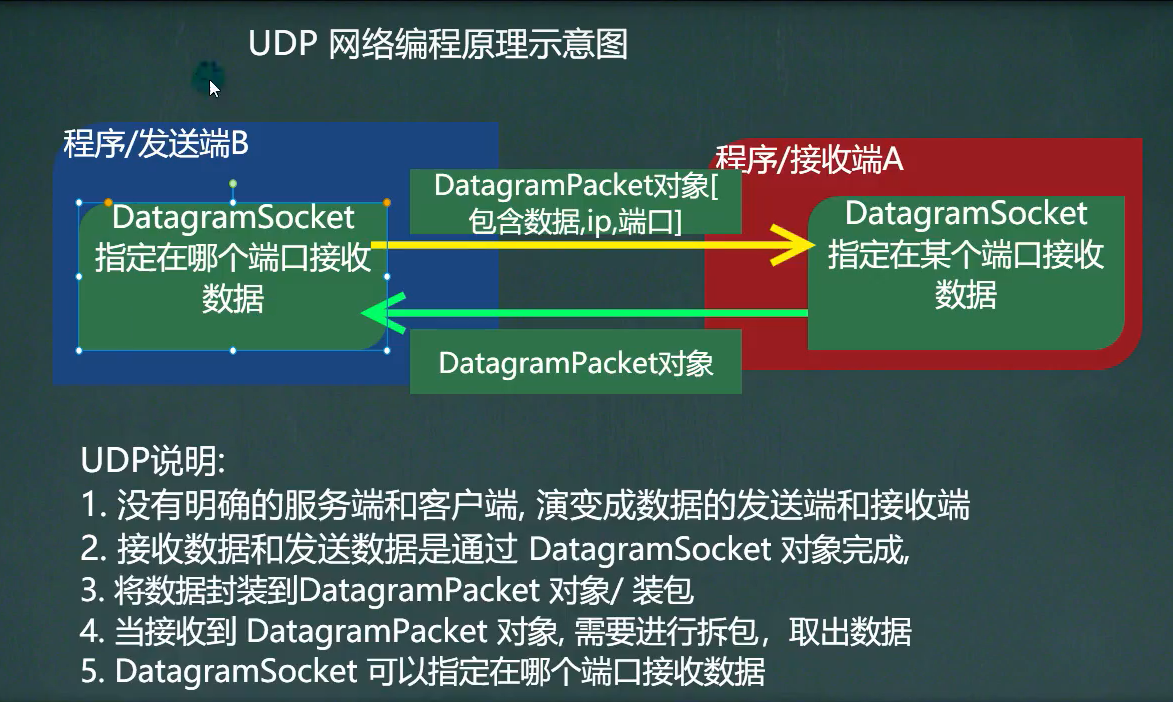 UDP 网络编程原理示意图
程序/发送端B
程序/接收端A
DatagramPacket对象[
包含数据,ip,端口]
DatagramSocket
指定在哪个端口接收
数据
DatagramSocket
指定在某个端口接收
数据
DatagramPacket对象
UDP说明:
1. 没有明确的服务端和客户端, 演变成数据的发送端和接收端
2. 接收数据和发送数据是通过 DatagramSocket 对象完成,
3. 将数据封装到DatagramPacket 对象/ 装包
4. 当接收到 DatagramPacket 对象, 需要进行拆包，取出数据
5. DatagramSocket 可以指定在哪个端口接收数据